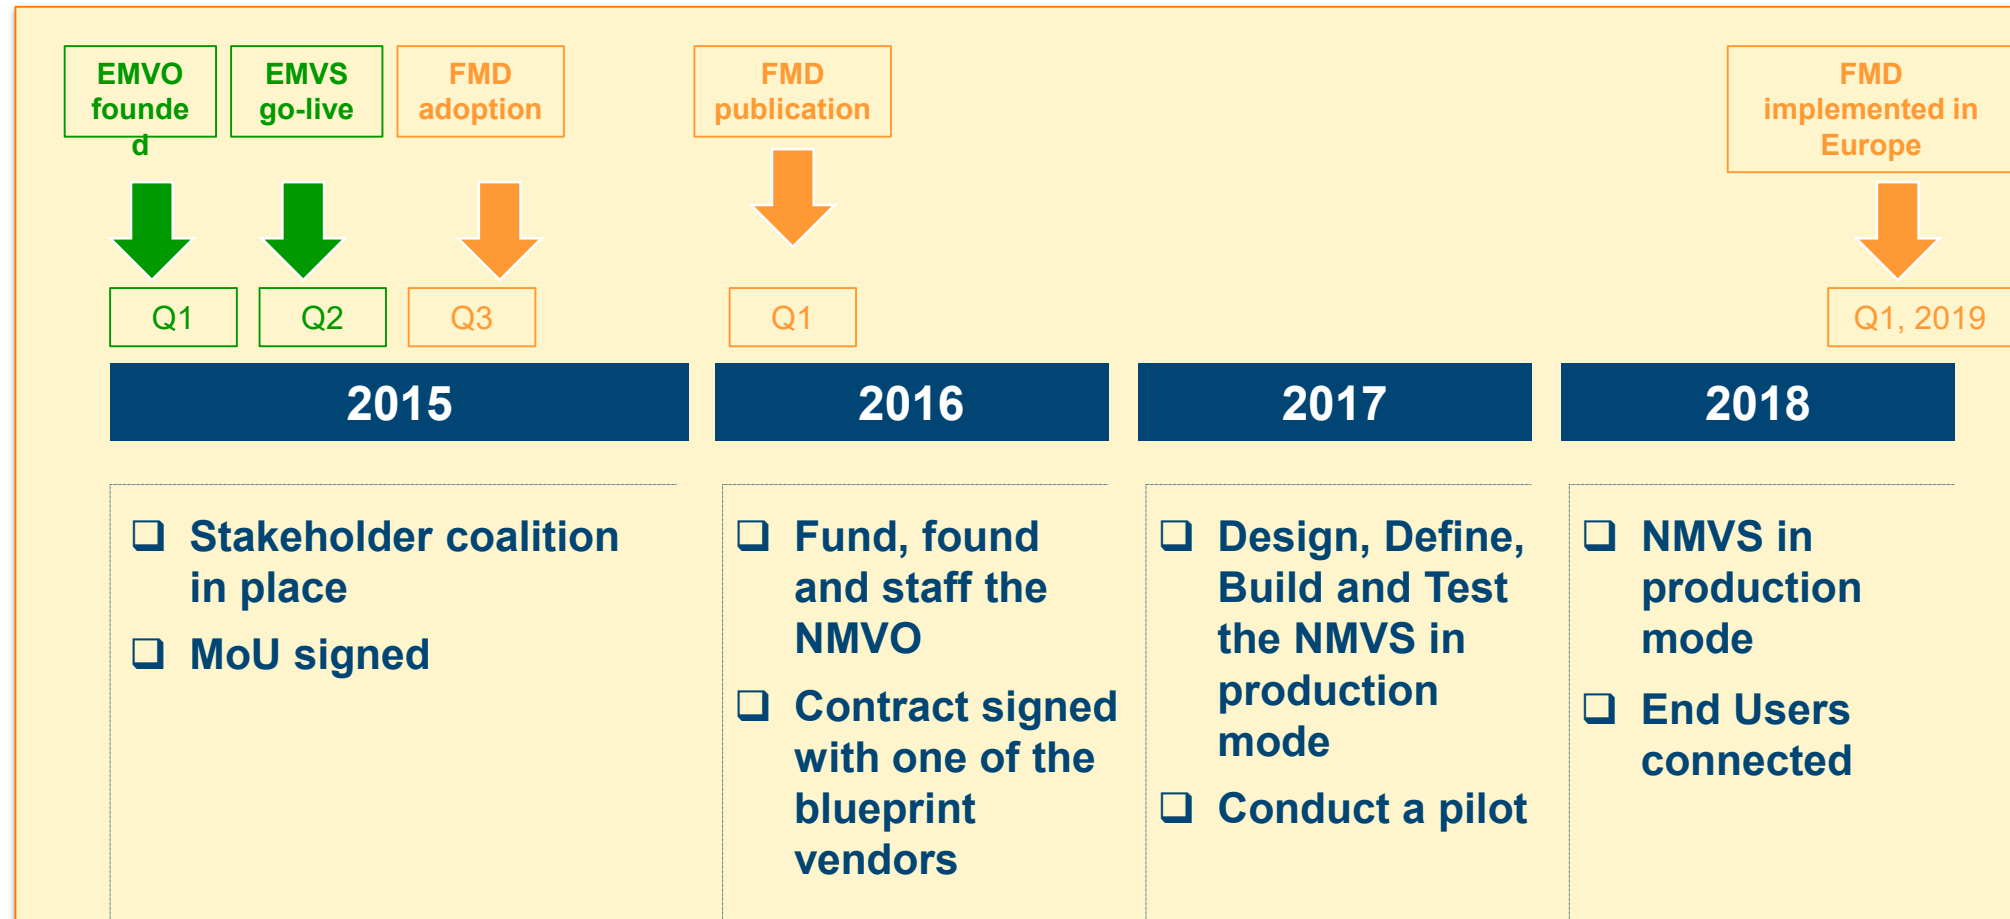 EMVO
founde
d
EMVS
go-live
FMD
adoption
FMD
publication
FMD
implemented in
Europe
Q1
Q2
Q3
Q1
Q1, 2019
2015
2016
2017
2018
❑ Stakeholder coalition
in place
❑ MoU signed
❑ Fund, found
and staff the
NMVO
❑ Contract signed
with one of the
blueprint
vendors
❑ Design, Define,
Build and Test
the NMVS in
production
mode
❑ Conduct a pilot
❑ NMVS in
production
mode
❑ End Users
connected